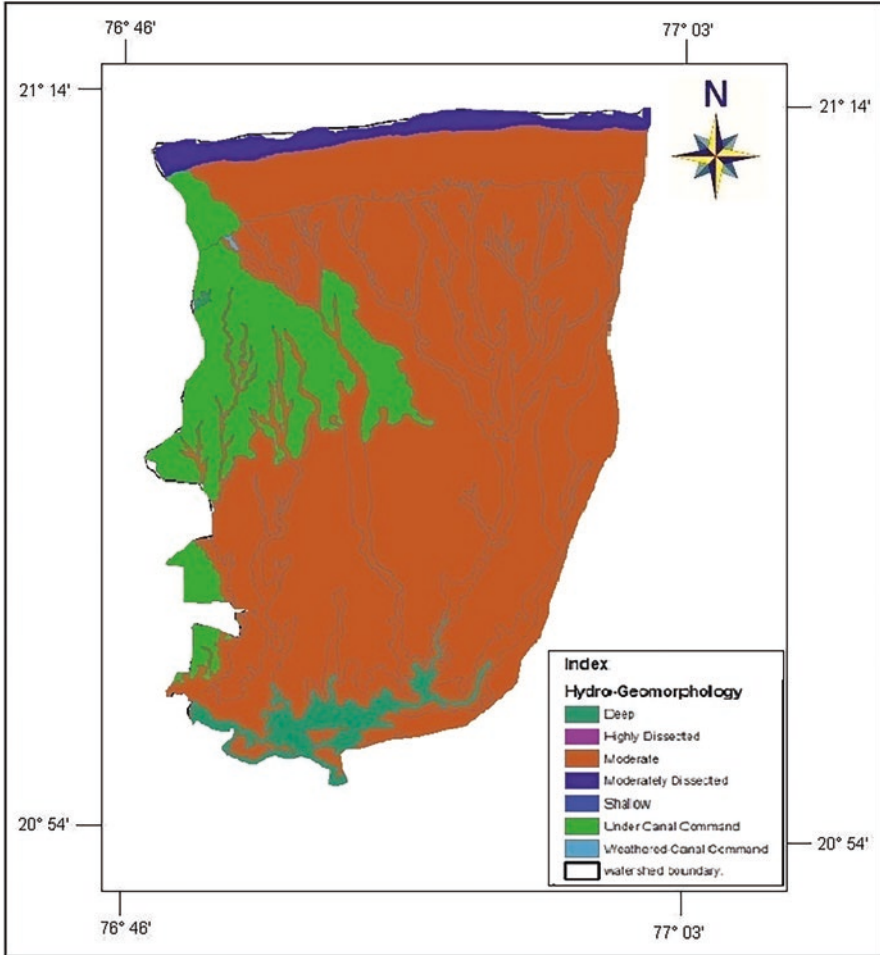 76° 46'
77° 03'
21° 14'
21° 14'
N
Index
Hydro-Geomorphology
Deep
Highly Dissected
Moderate
Moderately Dissected
Shallow
Under Canal Command
Weathered Canal Command
watershed boundary.
20° 54'
20° 54'
76° 46'
77° 03'